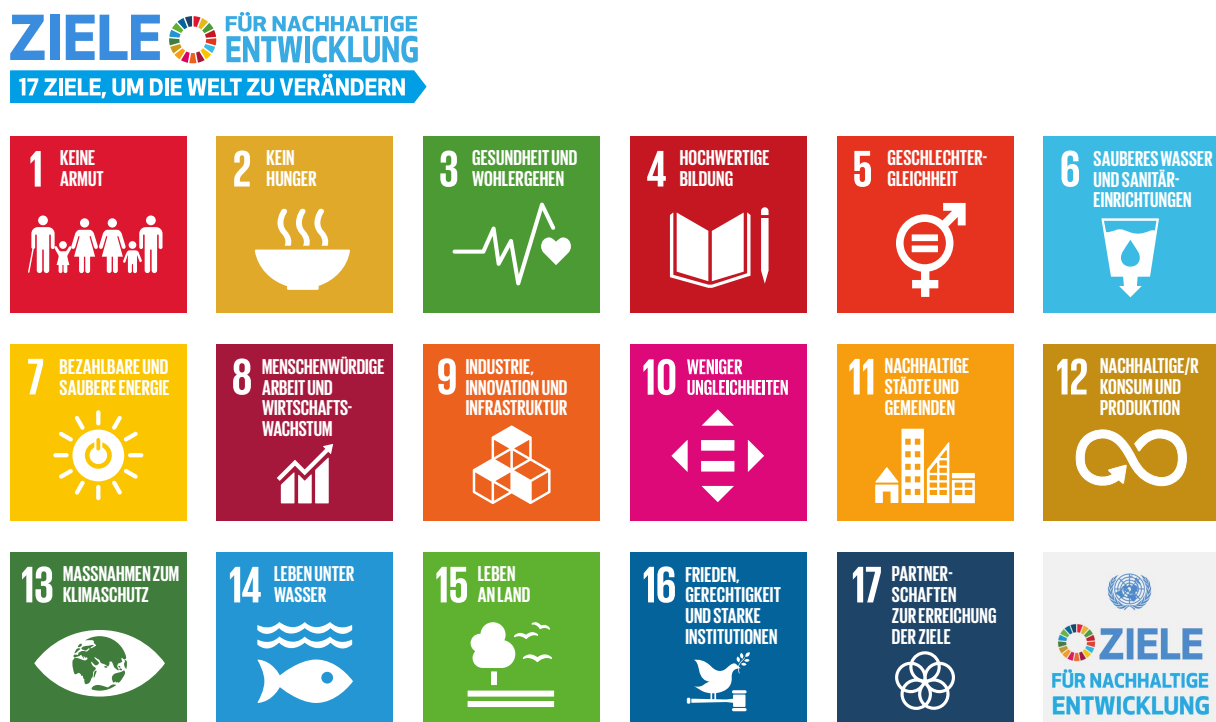 ZIELE FÜR NACHHALTIGE
ENTWICKLUNG
17 ZIELE, UM DIE WELT ZU VERÄNDERN
1 KEINE
ARMUT
2 KEIN
HUNGER
3 GESUNDHEIT UND
WOHLERGEHEN
4 HOCHWERTIGE
BILDUNG
5 GESCHLECHTER-
GLEICHHEIT
6 SAUBERES WASSER
UND SANITÄR-
EINRICHTUNGEN
7 BEZAHLBARE UND
SAUBERE ENERGIE
8 MENSCHENWÜRDIGE
ARBEIT UND
WIRTSCHAFTS-
WACHSTUM
9 INDUSTRIE,
INNOVATION UND
INFRASTRUKTUR
10 WENIGER
UNGLEICHHEITEN
11 NACHHALTIGE
STÄDTE UND
GEMEINDEN
12 NACHHALTIGE/R
KONSUM UND
PRODUKTION
13 MASSNAHMEN ZUM
KLIMASCHUTZ
14 LEBEN UNTER
WASSER
15 LEBEN
AN LAND
16 FRIEDEN,
GERECHTIGKEIT
UND STARKE
INSTITUTIONEN
17 PARTNER-
SCHAFTEN
ZUR ERREICHUNG
DER ZIELE
ZIELE
FÜR NACHHALTIGE
ENTWICKLUNG